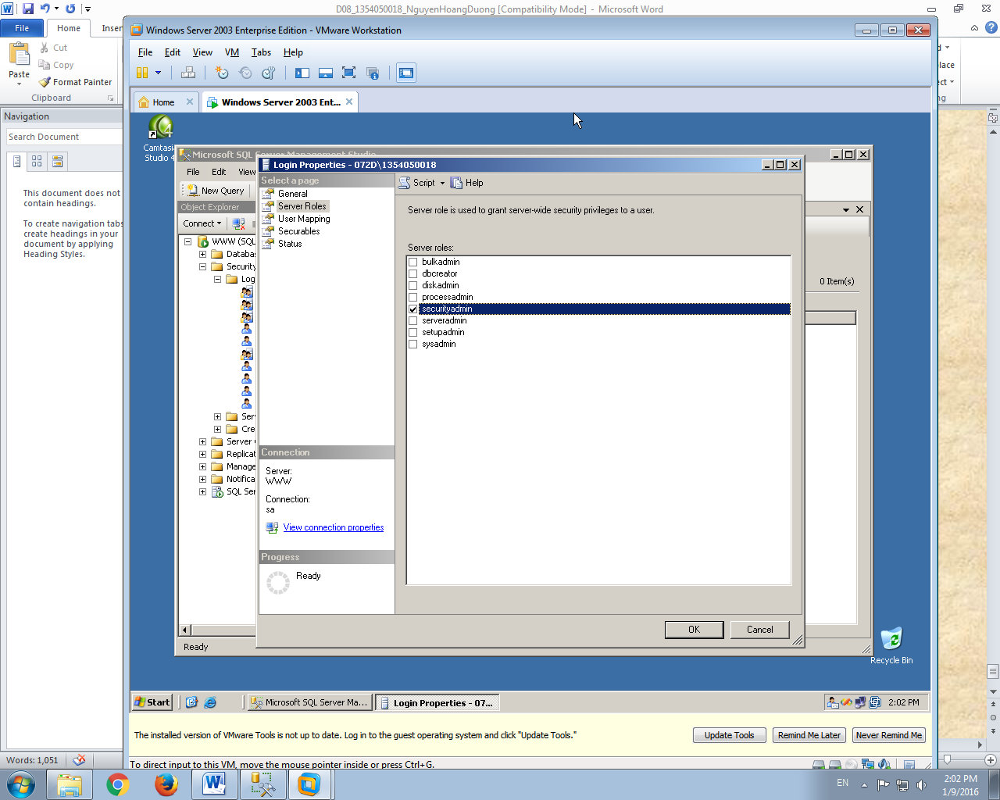 D08_1354050018_NguyenHoangDuong [Compatibility Mode] - Microsoft Word
File
Home
Inser
Paste
Cut
Copy
Format Painter
Clipboard
Navigation
Search Document
This document does not
contain headings.
To create navigation tabs,
create headings in your
document by applying
Heading Styles.
Words: 1,051
Windows Server 2003 Enterprise Edition - VMware Workstation
File Edit View VM Tabs Help
Home
Windows Server 2003 Ent...
Camtasia
Studio 4
Microsoft SQL Server Management Studio
File Edit View
New Query
Object Explorer
Connect
WWW (SQL
Databa
Security
Log
Ser
Cre
Server
Replicat
Manage
Notifica
SQL Ser
Ready
0 Item(s)
Login Properties - 072D\1354050018
Select a page
General
Server Roles
User Mapping
Securables
Status
Connection
Server:
WWW
Connection:
sa
View connection properties
Progress
Ready
Script
Help
Server role is used to grant server-wide security privileges to a user.
Server roles:
bulkadmin
dbcreator
diskadmin
processadmin
securityadmin
serveradmin
setupadmin
sysadmin
OK
Cancel
Recycle Bin
Start
Microsoft SQL Server Ma...
Login Properties - 07...
2:02 PM
The installed version of VMware Tools is not up to date. Log in to the guest operating system and click "Update Tools."
Update Tools
Remind Me Later
Never Remind Me
To direct input to this VM, move the mouse pointer inside or press Ctrl+G.
EN
2:02 PM
1/9/2016